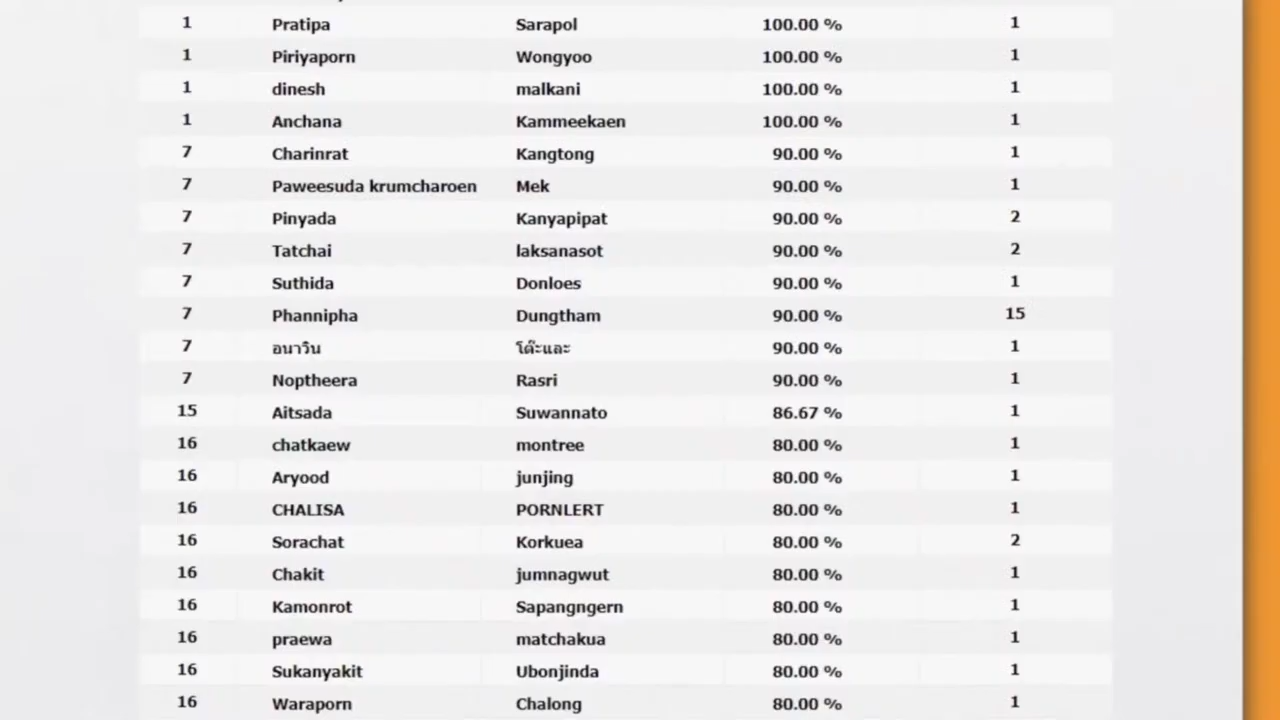 1 Pratipa Sarapol 100.00 % 1
1 Piriyaporn Wongyoo 100.00 % 1
1 dinesh malkani 100.00 % 1
1 Anchana Kammeekaen 100.00 % 1
7 Charinrat Kangtong 90.00 % 1
7 Paweesuda krumcharoen Mek 90.00 % 1
7 Pinyada Kanyapipat 90.00 % 2
7 Tatchai laksanasot 90.00 % 2
7 Suthida Donloes 90.00 % 1
7 Phannipha Dungtham 90.00 % 15
7 อนาวิน โต๊ะและ 90.00 % 1
7 Noptheera Rasri 90.00 % 1
15 Aitsada Suwannato 86.67 % 1
16 chatkaew montree 80.00 % 1
16 Aryood junjing 80.00 % 1
16 CHALISA PORNLERT 80.00 % 1
16 Sorachat Korkuea 80.00 % 2
16 Chakit jumnagwut 80.00 % 1
16 Kamonrot Sapangngern 80.00 % 1
16 praewa matchakua 80.00 % 1
16 Sukanyakit Ubonjinda 80.00 % 1
16 Waraporn Chalong 80.00 % 1